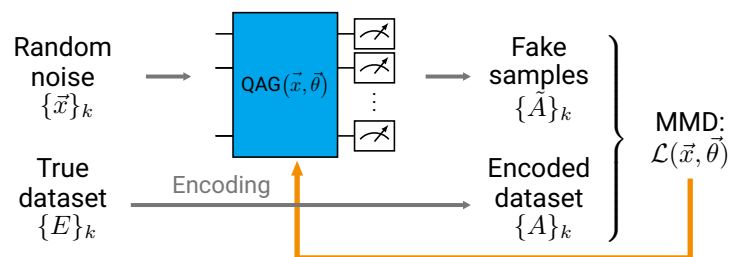 Random
noise
{x⃗}ₖ
QAG(x⃗, θ⃗)
⋮
Fake
samples
{Ã}ₖ
MMD:
ℒ(x⃗, θ⃗)
True
dataset
{E}ₖ
Encoding
Encoded
dataset
{A}ₖ